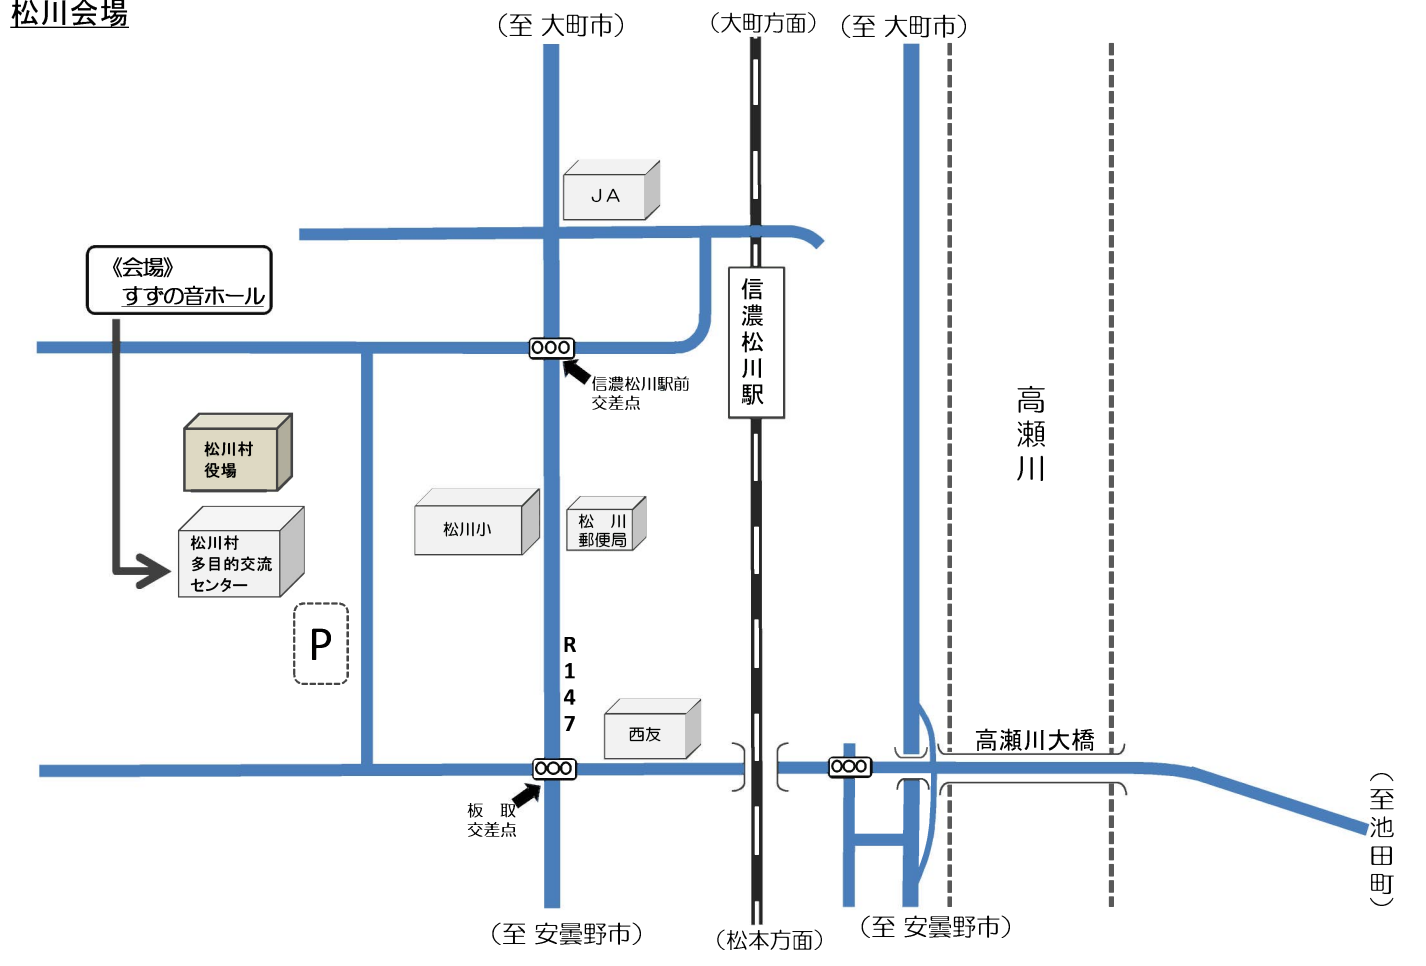 松川会場
（至 大町市）
（大町方面）
（至 大町市）
ＪＡ
《会場》
すずの音ホール
信濃松川駅
信濃松川駅前
交差点
高瀬川
松川村
役場
松川小
松　川
郵便局
松川村
多目的交流
センター
P
R147
西友
高瀬川大橋
板　取
交差点
（至池田町）
（至 安曇野市）
（松本方面）
（至 安曇野市）